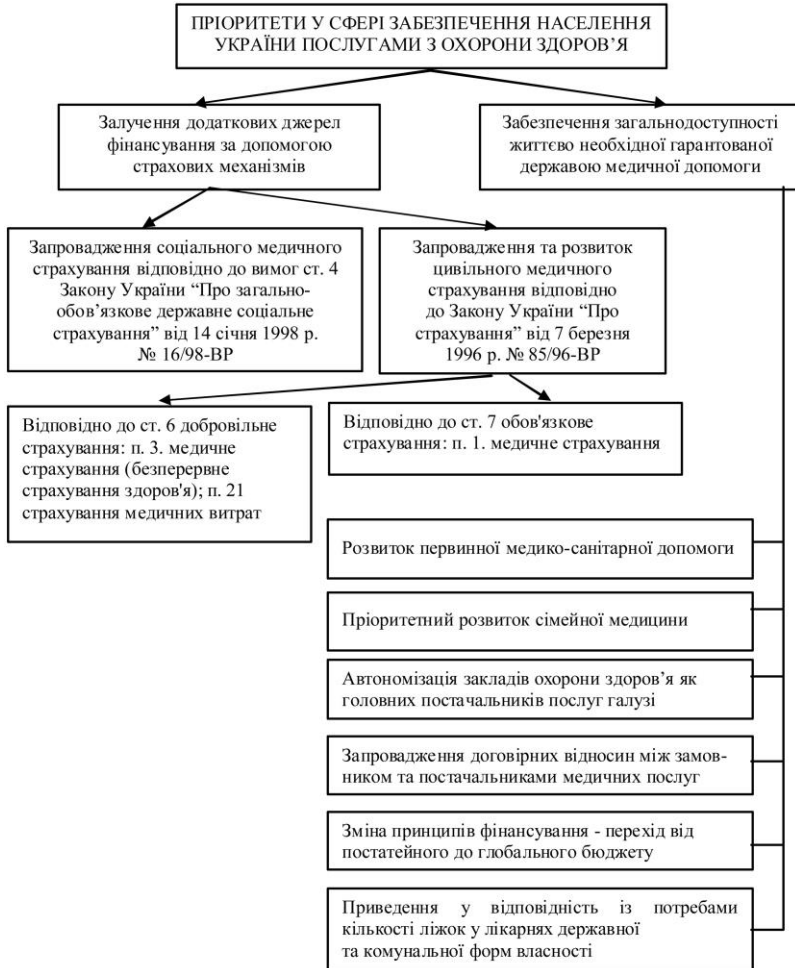 ПРІОРИТЕТИ У СФЕРІ ЗАБЕЗПЕЧЕННЯ НАСЕЛЕННЯ
УКРАЇНИ ПОСЛУГАМИ З ОХОРОНИ ЗДОРОВ’Я
Залучення додаткових джерел
фінансування за допомогою
страхових механізмів
Забезпечення загальнодоступності
життєво необхідної гарантованої
державою медичної допомоги
Запровадження соціального медичного
страхування відповідно до вимог ст. 4
Закону України “Про загально-
обов’язкове державне соціальне
страхування” від 14 січня 1998 р.
№ 16/98-ВР
Запровадження та розвиток
цивільного медичного
страхування відповідно
до Закону України “Про
страхування” від 7 березня
1996 р. № 85/96-ВР
Відповідно до ст. 6 добровільне
страхування: п. 3. медичне
страхування (безперервне
страхування здоров'я); п. 21
страхування медичних витрат
Відповідно до ст. 7 обов'язкове
страхування: п. 1. медичне страхування
Розвиток первинної медико-санітарної допомоги
Пріоритетний розвиток сімейної медицини
Автономізація закладів охорони здоров’я як
головних постачальників послуг галузі
Запровадження договірних відносин між замов-
ником та постачальниками медичних послуг
Зміна принципів фінансування - перехід від
постатейного до глобального бюджету
Приведення у відповідність із потребами
кількості ліжок у лікарнях державної
та комунальної форм власності